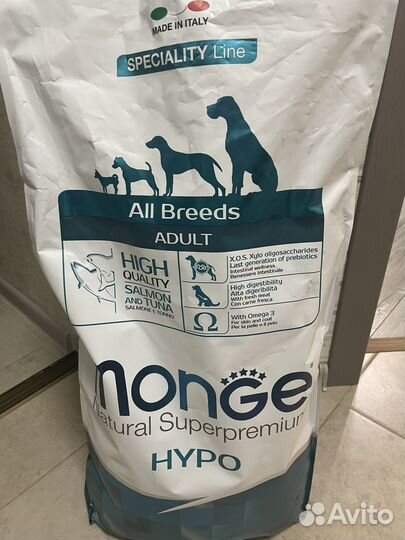 MADE IN ITALY
SPECIALITY Line
All Breeds
ADULT
HIGH
QUALITY
SALMON
AND TUNA
SALMONE E TONNO
X.O.S. Xylo oligosaccharides
Last generation of prebiotics
Intestinal wellness
Benessere intestinale
High digestibility
Alta digeribilità
With fresh meat
Con carne fresca
With Omega 3
For skin and coat
Per la pelle e il pelo
monGe
Natural Superpremium
HYPO
Avito